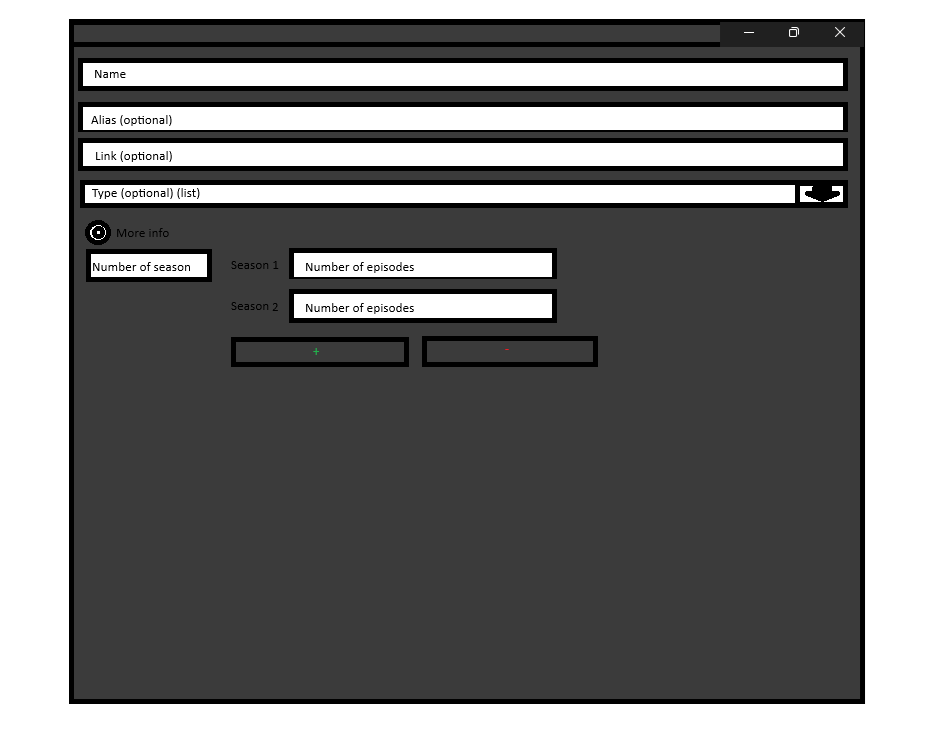 Name
Alias (optional)
Link (optional)
Type (optional) (list)
More info
Number of season
Season 1
Number of episodes
Season 2
Number of episodes
+
-